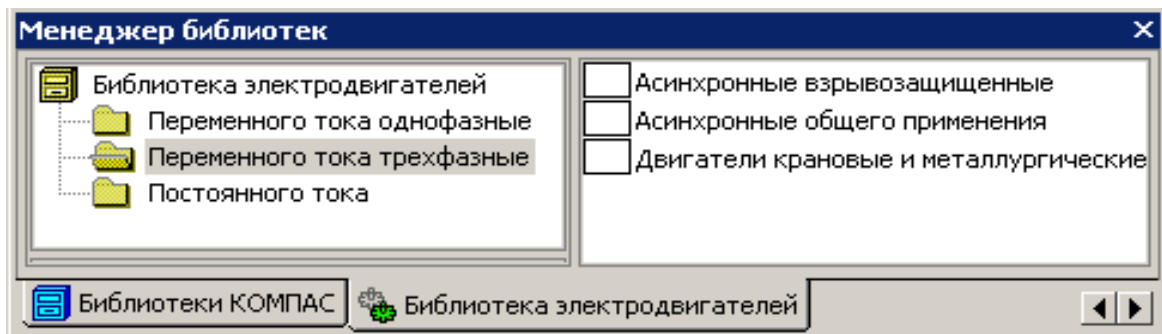 Менеджер библиотек
Библиотека электродвигателей
Переменного тока однофазные
Переменного тока трехфазные
Постоянного тока
Асинхронные взрывозащищенные
Асинхронные общего применения
Двигатели крановые и металлургические
Библиотеки КОМПАС
Библиотека электродвигателей